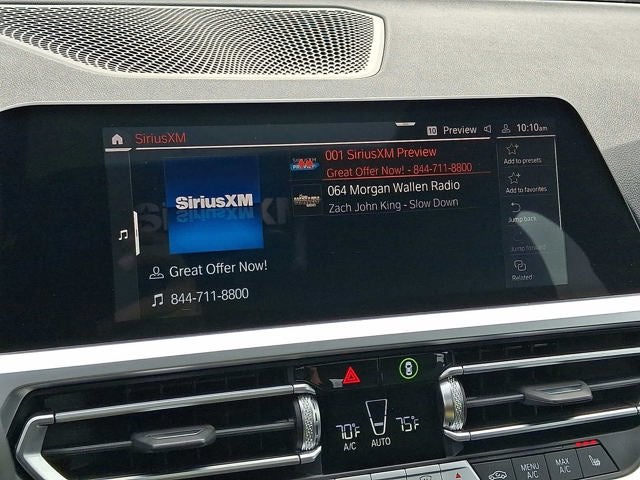 SiriusXM
10 Preview 10:10am
SiriusXM
001 SiriusXM Preview
Great Offer Now! - 844-711-8800
064 Morgan Wallen Radio
Zach John King - Slow Down
Great Offer Now!
844-711-8800
Add to presets
Add to favorites
Jump back
Jump forward
Related
70°F
A/C
AUTO
75°F
MENU
A/C
MAX
A/C